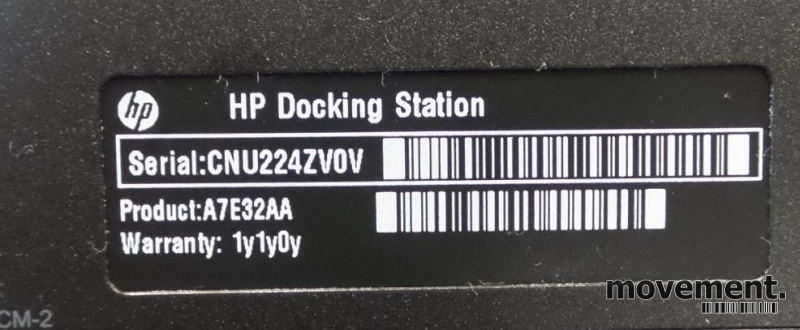 hp HP Docking Station
Serial:CNU224ZV0V
Product:A7E32AA
Warranty: 1y1y0y
movement.
CM-2